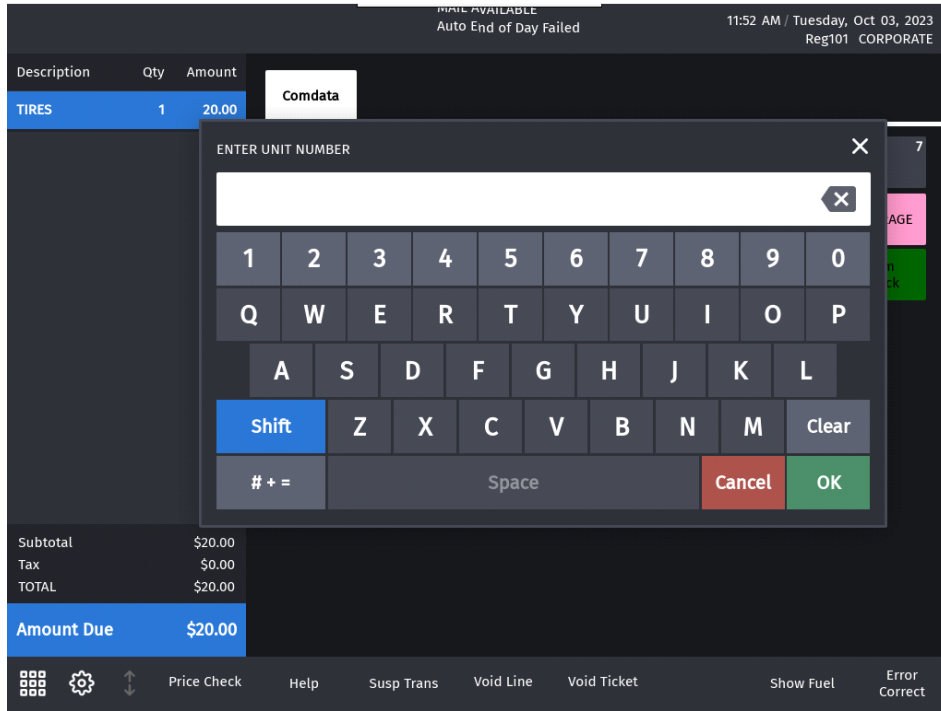 MAIL AVAILABLE
Auto End of Day Failed
11:52 AM / Tuesday, Oct 03, 2023
Reg101 CORPORATE
Description Qty Amount
TIRES 1 20.00
Comdata
7
ENTER UNIT NUMBER
1 2 3 4 5 6 7 8 9 0
Q W E R T Y U I O P
A S D F G H J K L
Shift Z X C V B N M Clear
# + = Space Cancel OK
Subtotal $20.00
Tax $0.00
TOTAL $20.00
Amount Due $20.00
Price Check Help Susp Trans Void Line Void Ticket Show Fuel Error Correct